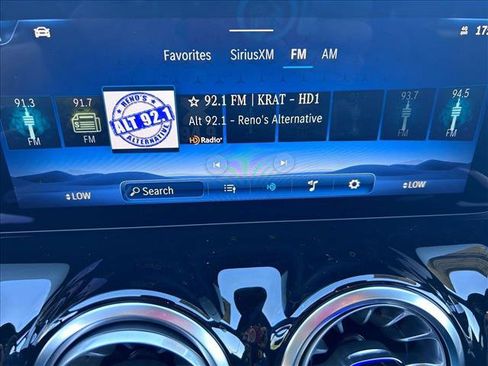 17:
Favorites SiriusXM FM AM
RENO'S
ALT 92.1
ALTERNATIVE
☆ 92.1 FM | KRAT - HD1
Alt 92.1 - Reno's Alternative
HD Radio
91.3 91.7 93.7 94.5
FM FM FM FM
LOW Search LOW